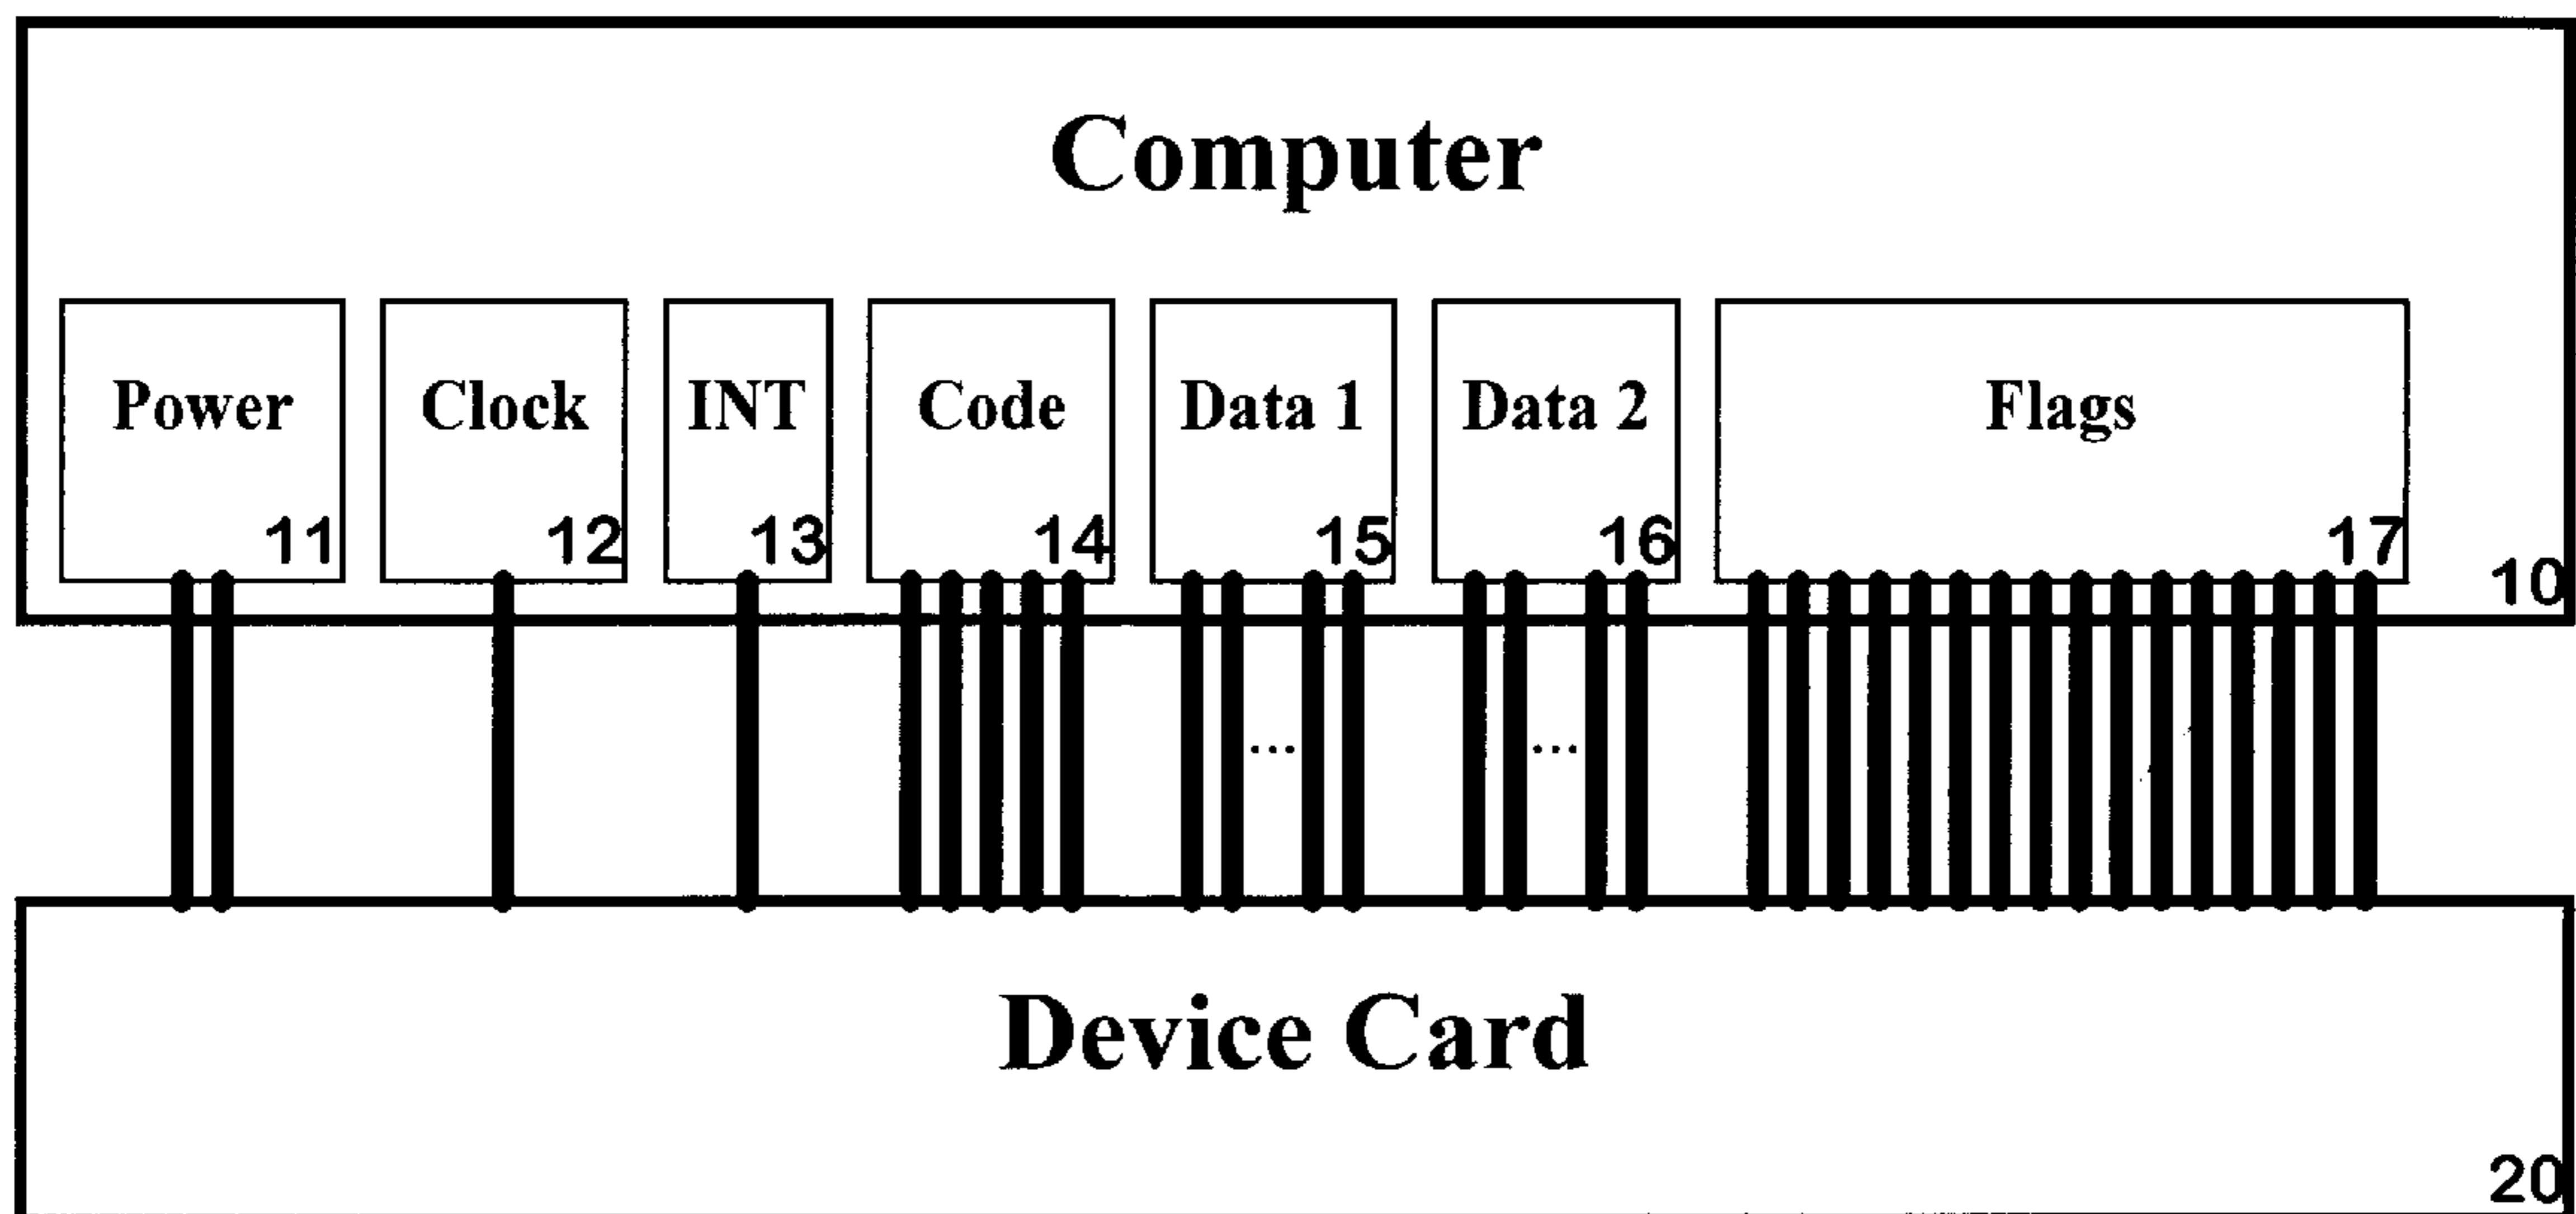 Computer
Power Clock INT Code Data 1 Data 2 Flags
11 12 13 14 15 16 17
10
... ...
Device Card
20